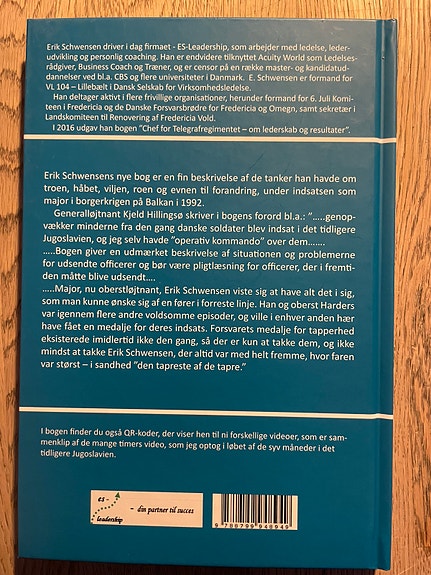 Erik Schwensen driver i dag firmaet - ES-Leadership, som arbejder med ledelse, leder-
udvikling og personlig coaching. Han er endvidere tilknyttet Acuity World som Ledelses-
rådgiver, Business Coach og Træner, og er censor på en række master- og kandidatud-
dannelser ved bl.a. CBS og flere universiteter i Danmark. E. Schwensen er formand for
VL 104 – Lillebælt i Dansk Selskab for Virksomhedsledelse.
Han deltager aktivt i flere frivillige organisationer, herunder formand for 6. Juli Komi-
teen i Fredericia og de Danske Forsvarsbrødre for Fredericia og Omegn, samt sekretær i
Landskomiteen til Renovering af Fredericia Vold.
I 2016 udgav han bogen "Chef for Telegrafregimentet – om lederskab og resultater".
Erik Schwensens nye bog er en fin beskrivelse af de tanker han havde om
troen, håbet, viljen, roen og evnen til forandring, under indsatsen som
major i borgerkrigen på Balkan i 1992.
Generalløjtnant Kjeld Hillingsø skriver i bogens forord bl.a.: ".....genop-
vækker minderne fra den gang danske soldater blev indsat i det tidligere
Jugoslavien, og jeg selv havde "operativ kommando" over dem.......
.....Bogen giver en udmærket beskrivelse af situationen og problemerne
for udsendte officerer og bør være pligtlæsning for officerer, der i fremti-
den måtte blive udsendt....
.....Major, nu oberstløjtnant, Erik Schwensen viste sig at have alt det i sig,
som man kunne ønske sig af en fører i forreste linje. Han og oberst Harders
var igennem flere andre voldsomme episoder, og ville i enhver anden hær
have fået en medalje for deres indsats. Forsvarets medalje for tapperhed
eksisterede imidlertid ikke den gang, så der er kun at takke dem, og ikke
mindst at takke Erik Schwensen, der altid var med helt fremme, hvor faren
var størst – i sandhed "den tapreste af de tapre."
I bogen finder du også QR-koder, der viser hen til ni forskellige videoer, som er sam-
menklip af de mange timers video, som jeg optog i løbet af de syv måneder i det
tidligere Jugoslavien.
es -
leadership
- din partner til succes
9 788799 948949